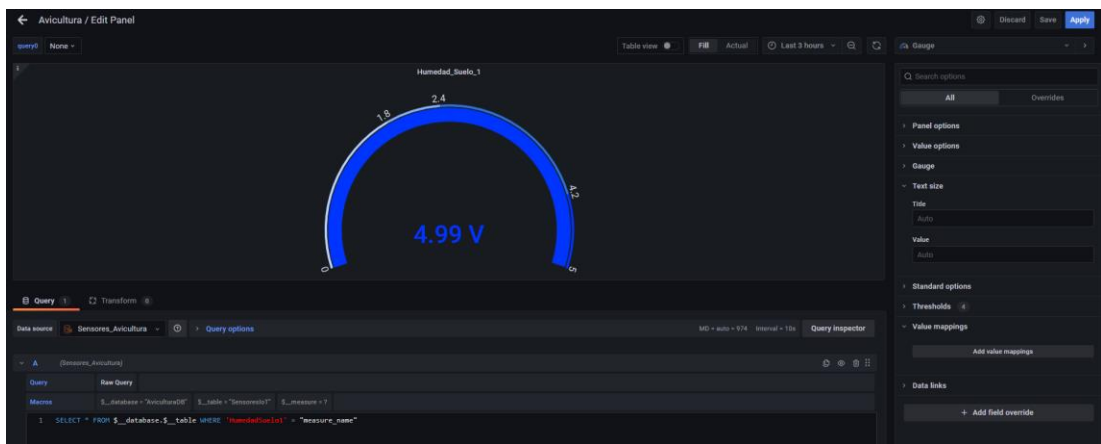 Avicultura / Edit Panel
Discard Save Apply
query0 None
Table view Fill Actual Last 3 hours
Gauge
Humedad_Suelo_1
Search options
All Overrides
Panel options
Value options
Gauge
Text size
Title
Auto
Value
Auto
Standard options
Thresholds 4
Value mappings
Add value mappings
Data links
+ Add field override
0
1.8
2.4
4.2
5
4.99 V
Query 1 Transform 0
Data source Sensores_Avicultura Query options MD = auto = 974 Interval = 10s Query inspector
A (Sensores_Avicultura)
Query Raw Query
Macros $__database = "AviculturaDB" $__table = "SensoresIoT" $__measure = ?
1 SELECT * FROM $__database.$__table WHERE 'HumedadSuelo1' = "measure_name"